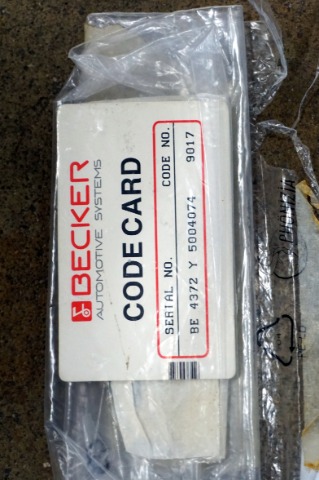 BECKER
AUTOMOTIVE SYSTEMS
CODE CARD
SERIAL NO. CODE NO.
BE 4372 Y 5004074 9017